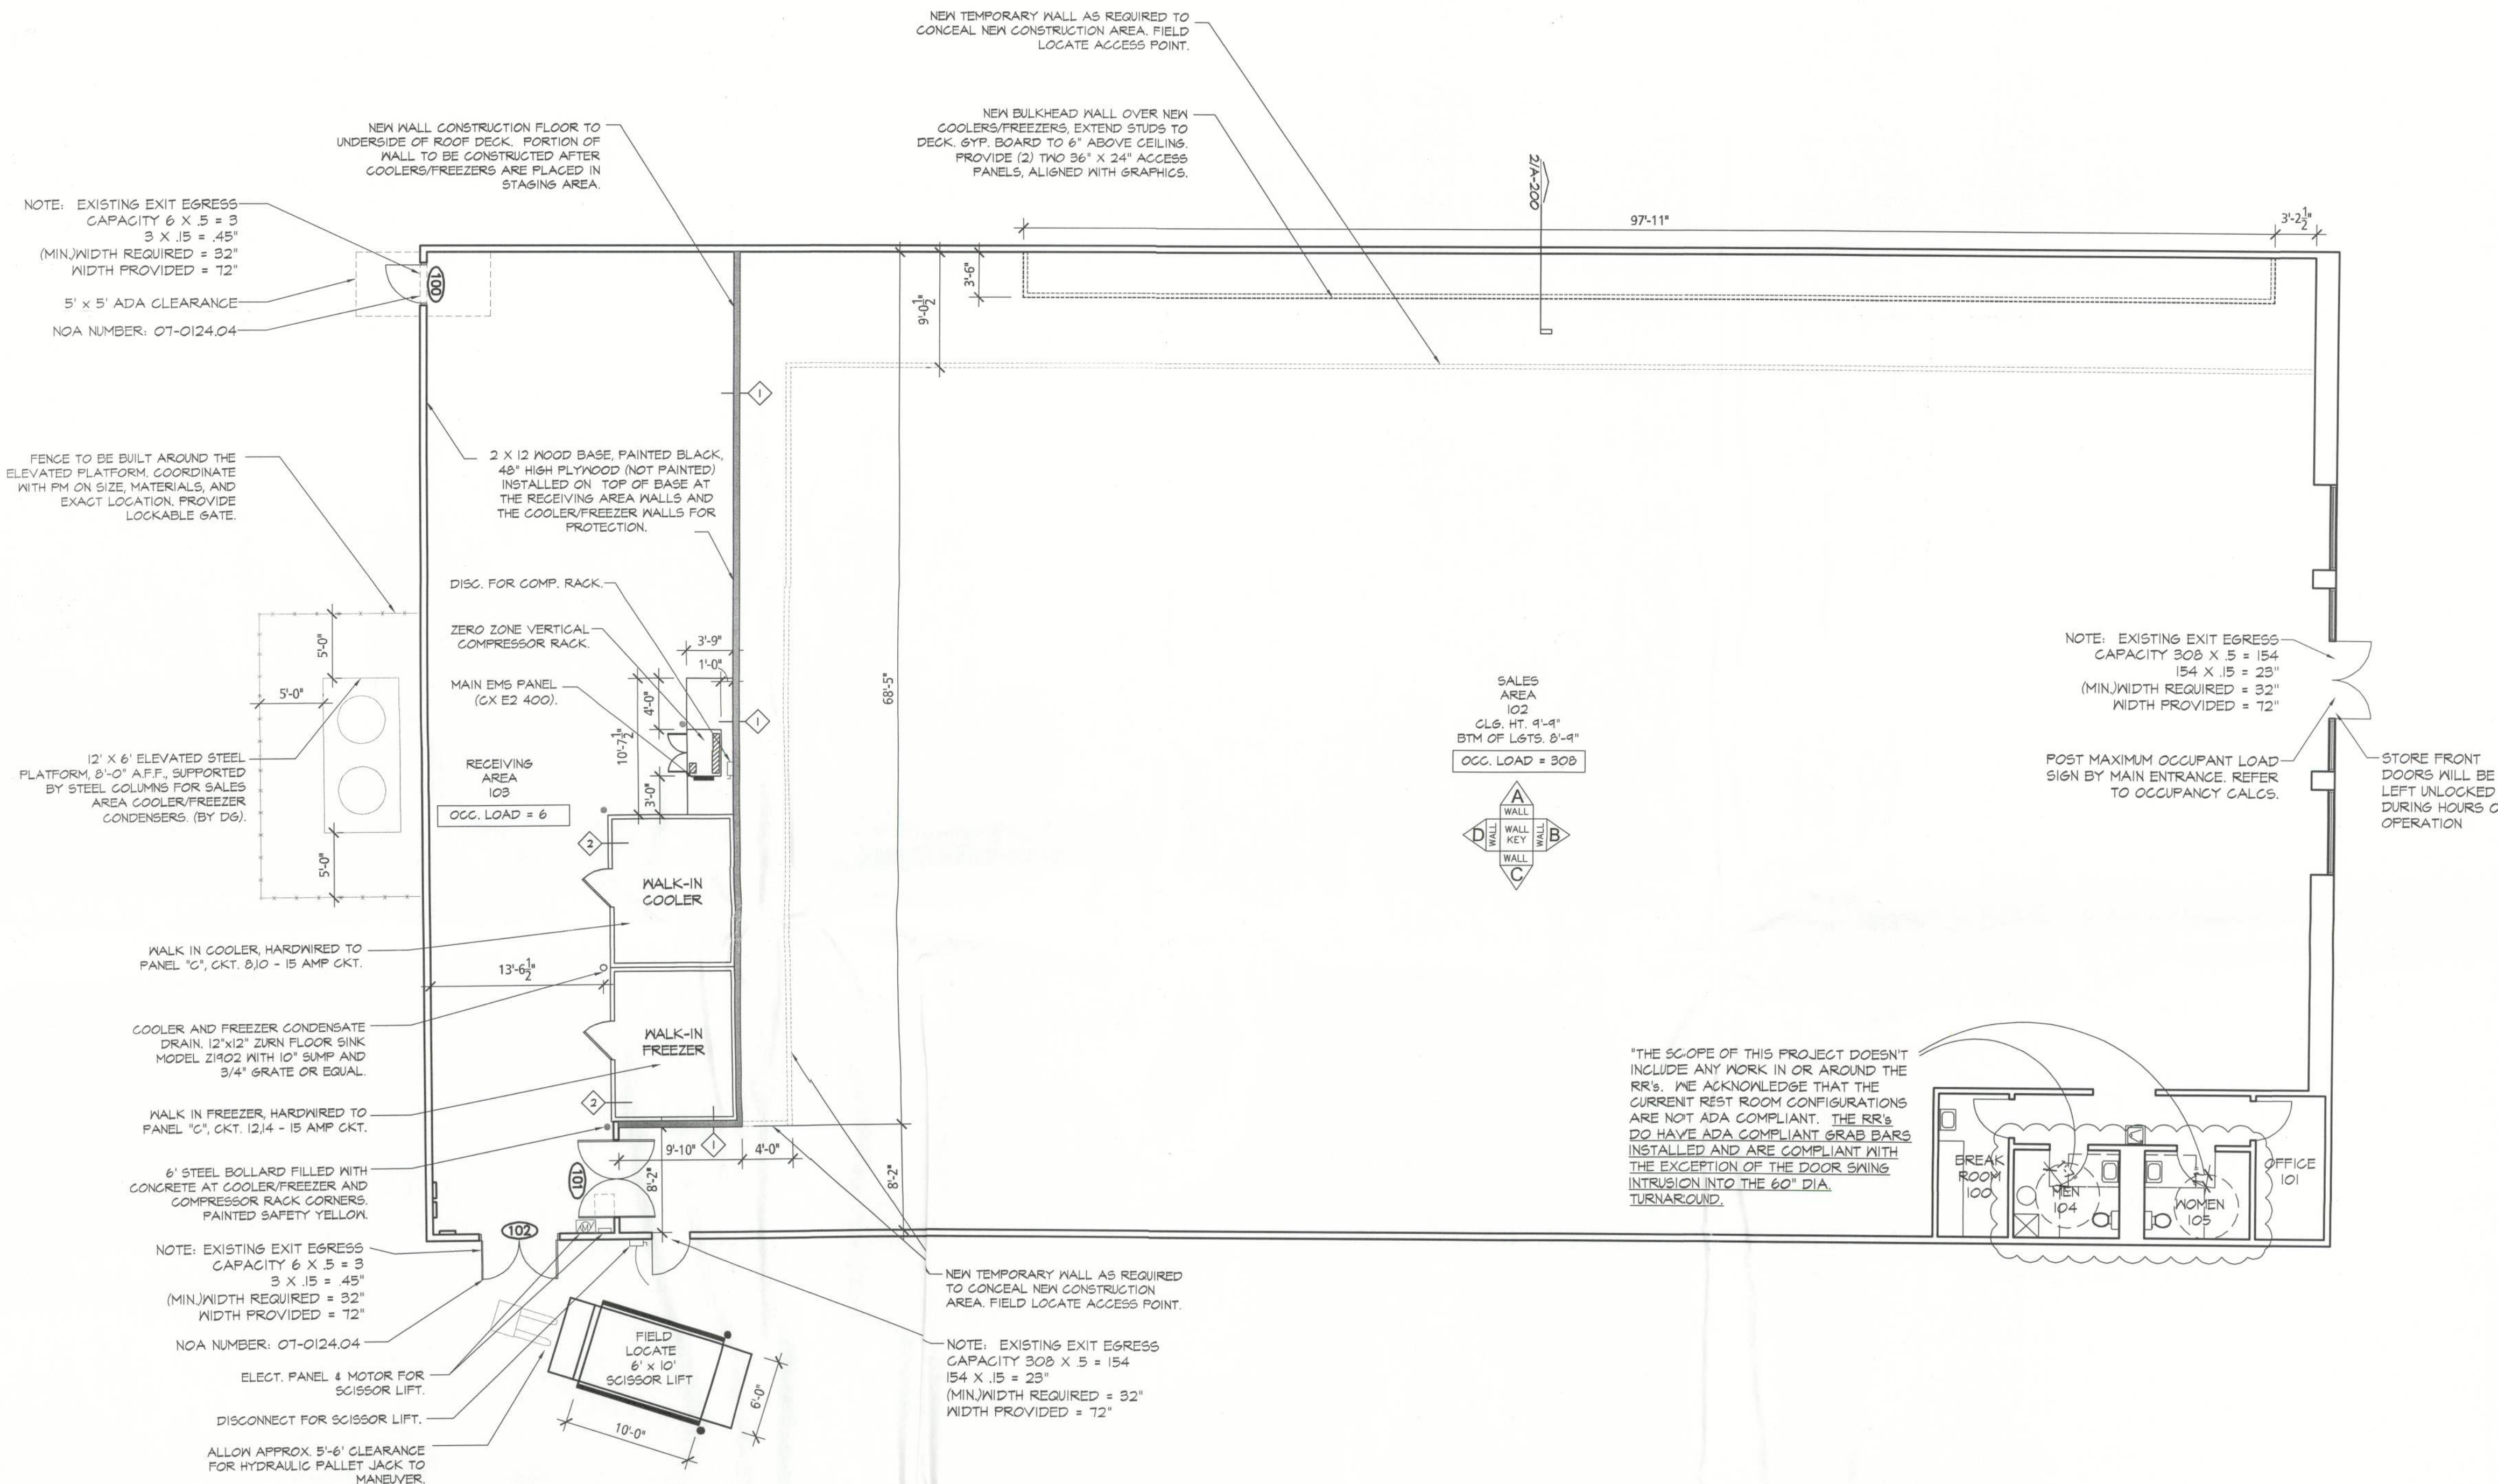 NEW TEMPORARY WALL AS REQUIRED TO
CONCEAL NEW CONSTRUCTION AREA. FIELD
LOCATE ACCESS POINT.
NEW BULKHEAD WALL OVER NEW
COOLERS/FREEZERS, EXTEND STUDS TO
DECK. GYP. BOARD TO 6" ABOVE CEILING.
PROVIDE (2) TWO 36" X 24" ACCESS
PANELS, ALIGNED WITH GRAPHICS.
NEW WALL CONSTRUCTION FLOOR TO
UNDERSIDE OF ROOF DECK. PORTION OF
WALL TO BE CONSTRUCTED AFTER
COOLERS/FREEZERS ARE PLACED IN
STAGING AREA.
2/A-200
97'-11"
3'-2 1/2"
3'-6"
9'-0 1/2"
NOTE: EXISTING EXIT EGRESS
CAPACITY 6 X .5 = 3
3 X .15 = .45"
(MIN.)WIDTH REQUIRED = 32"
WIDTH PROVIDED = 72"
5' x 5' ADA CLEARANCE
NOA NUMBER: 07-0124.04
100
1
FENCE TO BE BUILT AROUND THE
ELEVATED PLATFORM. COORDINATE
WITH PM ON SIZE, MATERIALS, AND
EXACT LOCATION. PROVIDE
LOCKABLE GATE.
2 X 12 WOOD BASE, PAINTED BLACK,
48" HIGH PLYWOOD (NOT PAINTED)
INSTALLED ON TOP OF BASE AT
THE RECEIVING AREA WALLS AND
THE COOLER/FREEZER WALLS FOR
PROTECTION.
DISC. FOR COMP. RACK.
ZERO ZONE VERTICAL
COMPRESSOR RACK.
MAIN EMS PANEL
(CX E2 400).
3'-9"
1'-0"
4'-0"
10'-7 1/2"
3'-0"
1
68'-5"
5'-0"
5'-0"
5'-0"
12' X 6' ELEVATED STEEL
PLATFORM, 8'-0" A.F.F., SUPPORTED
BY STEEL COLUMNS FOR SALES
AREA COOLER/FREEZER
CONDENSERS. (BY DG).
RECEIVING
AREA
103
OCC. LOAD = 6
SALES
AREA
102
CLG. HT. 9'-9"
BTM OF LGTS. 8'-9"
OCC. LOAD = 308
A
WALL
D
WALL
WALL
KEY
WALL
B
WALL
C
NOTE: EXISTING EXIT EGRESS
CAPACITY 308 X .5 = 154
154 X .15 = 23"
(MIN.)WIDTH REQUIRED = 32"
WIDTH PROVIDED = 72"
POST MAXIMUM OCCUPANT LOAD
SIGN BY MAIN ENTRANCE. REFER
TO OCCUPANCY CALCS.
STORE FRONT
DOORS WILL BE
LEFT UNLOCKED
DURING HOURS
OPERATION
2
WALK-IN
COOLER
WALK IN COOLER, HARDWIRED TO
PANEL "C", CKT. 8,10 - 15 AMP CKT.
13'-6 1/2"
COOLER AND FREEZER CONDENSATE
DRAIN. 12"x12" ZURN FLOOR SINK
MODEL Z1902 WITH 10" SUMP AND
3/4" GRATE OR EQUAL.
WALK-IN
FREEZER
2
WALK IN FREEZER, HARDWIRED TO
PANEL "C", CKT. 12,14 - 15 AMP CKT.
1
9'-10"
4'-0"
8'-2"
8'-2"
6' STEEL BOLLARD FILLED WITH
CONCRETE AT COOLER/FREEZER AND
COMPRESSOR RACK CORNERS.
PAINTED SAFETY YELLOW.
101
102
M
"THE SCOPE OF THIS PROJECT DOESN'T
INCLUDE ANY WORK IN OR AROUND THE
RR's. WE ACKNOWLEDGE THAT THE
CURRENT REST ROOM CONFIGURATIONS
ARE NOT ADA COMPLIANT. THE RR's
DO HAVE ADA COMPLIANT GRAB BARS
INSTALLED AND ARE COMPLIANT WITH
THE EXCEPTION OF THE DOOR SWING
INTRUSION INTO THE 60" DIA.
TURNAROUND.
BREAK
ROOM
100
MEN
104
WOMEN
105
OFFICE
101
NOTE: EXISTING EXIT EGRESS
CAPACITY 6 X .5 = 3
3 X .15 = .45"
(MIN.)WIDTH REQUIRED = 32"
WIDTH PROVIDED = 72"
NOA NUMBER: 07-0124.04
ELECT. PANEL & MOTOR FOR
SCISSOR LIFT.
DISCONNECT FOR SCISSOR LIFT.
ALLOW APPROX. 5'-6' CLEARANCE
FOR HYDRAULIC PALLET JACK TO
MANEUVER.
FIELD
LOCATE
6' x 10'
SCISSOR LIFT
6'-0"
10'-0"
NEW TEMPORARY WALL AS REQUIRED
TO CONCEAL NEW CONSTRUCTION
AREA. FIELD LOCATE ACCESS POINT.
NOTE: EXISTING EXIT EGRESS
CAPACITY 308 X .5 = 154
154 X .15 = 23"
(MIN.)WIDTH REQUIRED = 32"
WIDTH PROVIDED = 72"